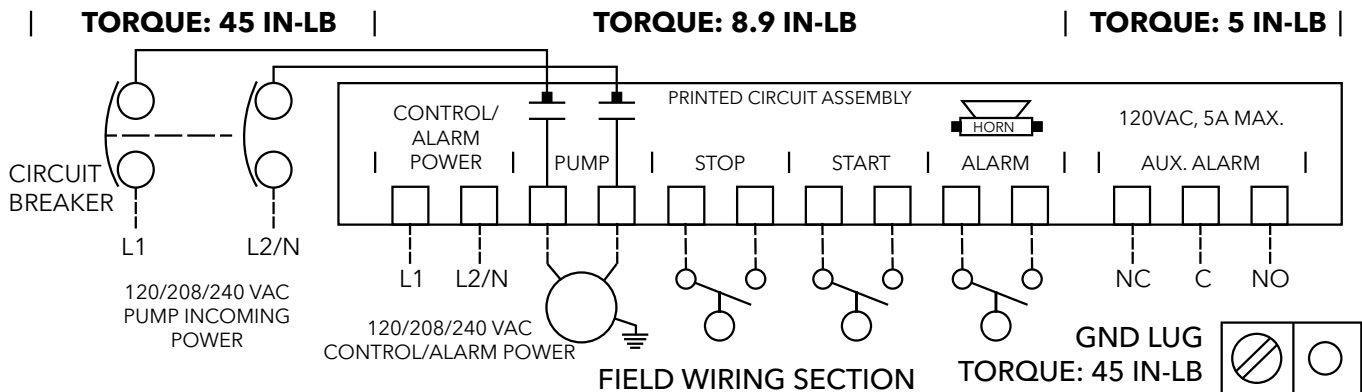 | TORQUE: 45 IN-LB | TORQUE: 8.9 IN-LB | TORQUE: 5 IN-LB |
PRINTED CIRCUIT ASSEMBLY
CONTROL/
ALARM
POWER
HORN
120VAC, 5A MAX.
| | PUMP | STOP | START | ALARM | AUX. ALARM |
CIRCUIT
BREAKER
L1 L2/N
L1 L2/N
NC C NO
120/208/240 VAC
PUMP INCOMING
POWER
120/208/240 VAC
CONTROL/ALARM POWER
GND LUG
TORQUE: 45 IN-LB
FIELD WIRING SECTION